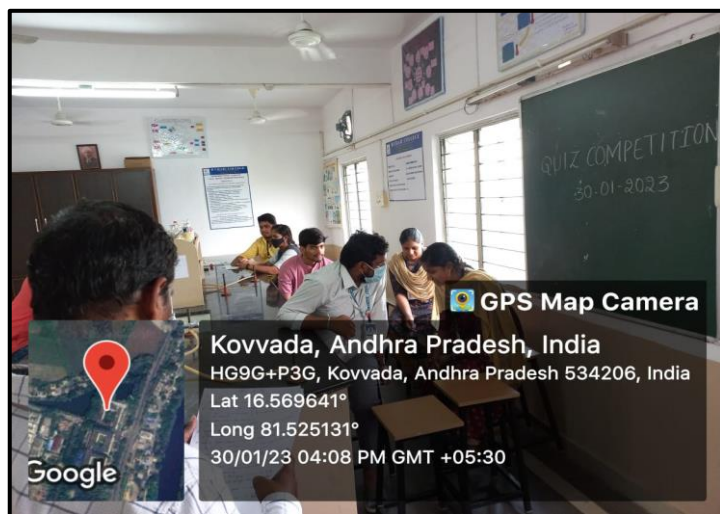 QUIZ COMPETITION
30-01-2023
GPS Map Camera
Kovvada, Andhra Pradesh, India
HG9G+P3G, Kovvada, Andhra Pradesh 534206, India
Lat 16.569641°
Long 81.525131°
30/01/23 04:08 PM GMT +05:30
Google